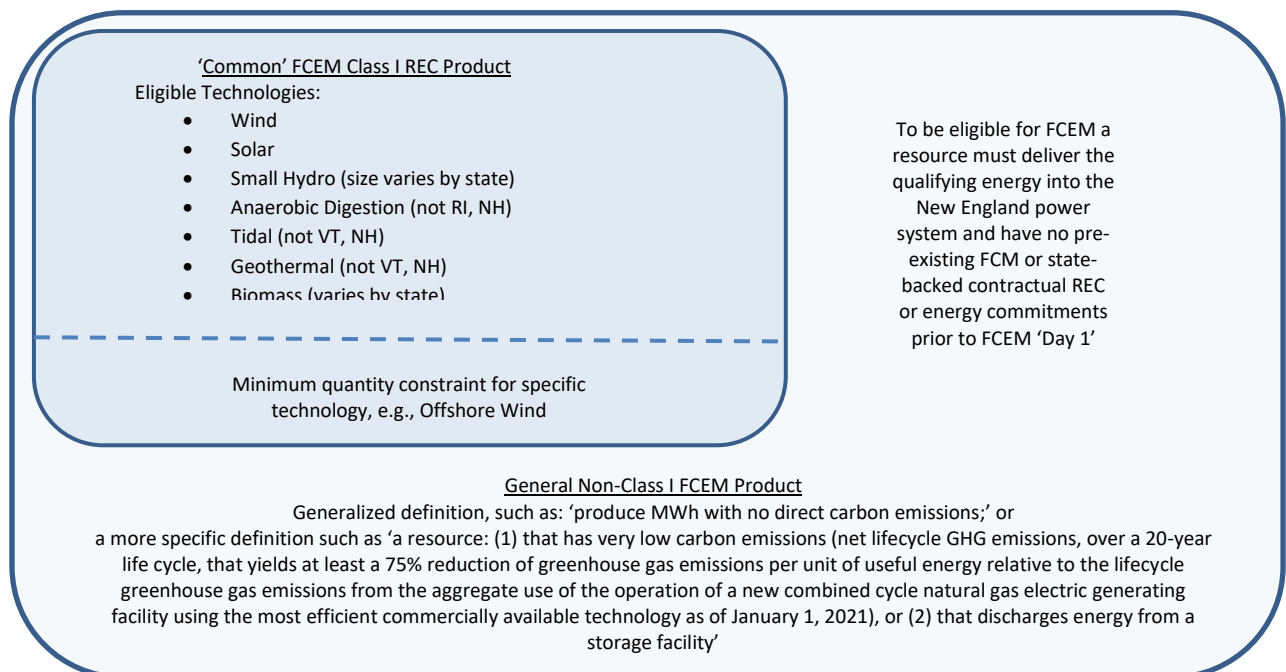 ‘Common’ FCEM Class I REC Product
Eligible Technologies:
• Wind
• Solar
• Small Hydro (size varies by state)
• Anaerobic Digestion (not RI, NH)
• Tidal (not VT, NH)
• Geothermal (not VT, NH)
• Biomass (varies by state)
Minimum quantity constraint for specific
technology, e.g., Offshore Wind
To be eligible for FCEM a
resource must deliver the
qualifying energy into the
New England power
system and have no pre-
existing FCM or state-
backed contractual REC
or energy commitments
prior to FCEM ‘Day 1’
General Non-Class I FCEM Product
Generalized definition, such as: ‘produce MWh with no direct carbon emissions;’ or
a more specific definition such as ‘a resource: (1) that has very low carbon emissions (net lifecycle GHG emissions, over a 20-year
life cycle, that yields at least a 75% reduction of greenhouse gas emissions per unit of useful energy relative to the lifecycle
greenhouse gas emissions from the aggregate use of the operation of a new combined cycle natural gas electric generating
facility using the most efficient commercially available technology as of January 1, 2021), or (2) that discharges energy from a
storage facility’